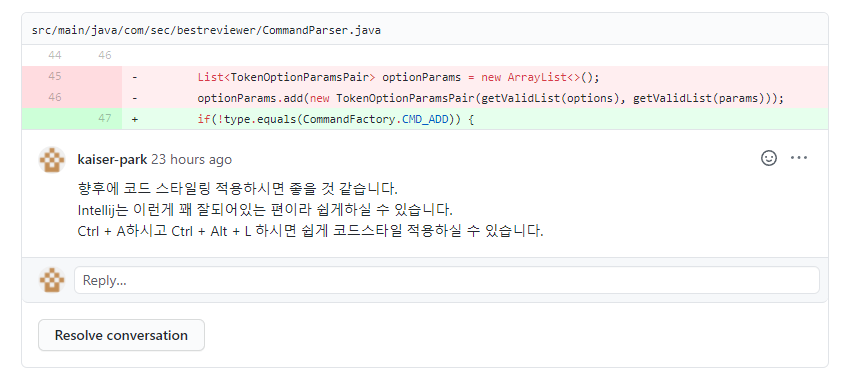 src/main/java/com/sec/bestreviewer/CommandParser.java
44 46
45 - List<TokenOptionParamsPair> optionParams = new ArrayList<>();
46 - optionParams.add(new TokenOptionParamsPair(getValidList(options), getValidList(params)));
47 + if(!type.equals(CommandFactory.CMD_ADD)) {
kaiser-park 23 hours ago
향후에 코드 스타일링 적용하시면 좋을 것 같습니다.
Intellij는 이런게 꽤 잘되어있는 편이라 쉽게하실 수 있습니다.
Ctrl + A하시고 Ctrl + Alt + L 하시면 쉽게 코드스타일 적용하실 수 있습니다.
Reply...
Resolve conversation